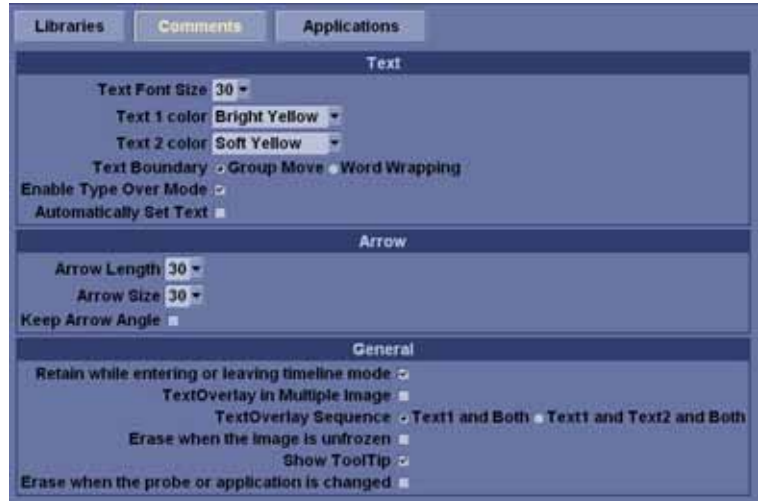 Libraries Comments Applications
Text
Text Font Size 30
Text 1 color Bright Yellow
Text 2 color Soft Yellow
Text Boundary Group Move Word Wrapping
Enable Type Over Mode
Automatically Set Text
Arrow
Arrow Length 30
Arrow Size 30
Keep Arrow Angle
General
Retain while entering or leaving timeline mode
TextOverlay in Multiple Image
TextOverlay Sequence Text1 and Both Text1 and Text2 and Both
Erase when the image is unfrozen
Show ToolTip
Erase when the probe or application is changed